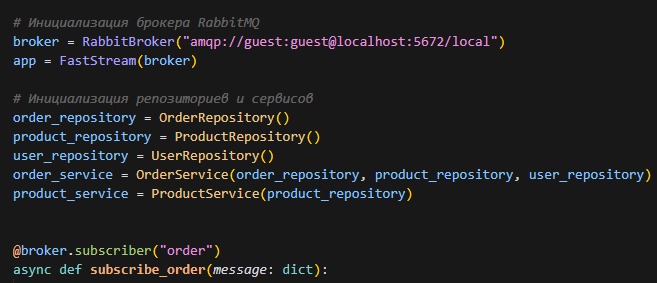 # Инициализация брокера RabbitMQ
broker = RabbitBroker("amqp://guest:guest@localhost:5672/local")
app = FastStream(broker)
# Инициализация репозиториев и сервисов
order_repository = OrderRepository()
product_repository = ProductRepository()
user_repository = UserRepository()
order_service = OrderService(order_repository, product_repository, user_repository)
product_service = ProductService(product_repository)
@broker.subscriber("order")
async def subscribe_order(message: dict):